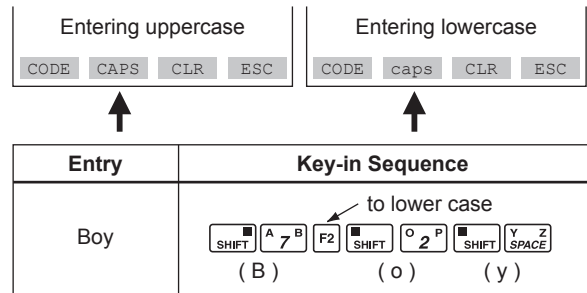 Entering uppercase
CODE CAPS CLR ESC
Entering lowercase
CODE caps CLR ESC
Entry Key-in Sequence
to lower case
Boy SHIFT A 7 B F2 SHIFT O 2 P SHIFT Y Z SPACE
( B ) ( o ) ( y )